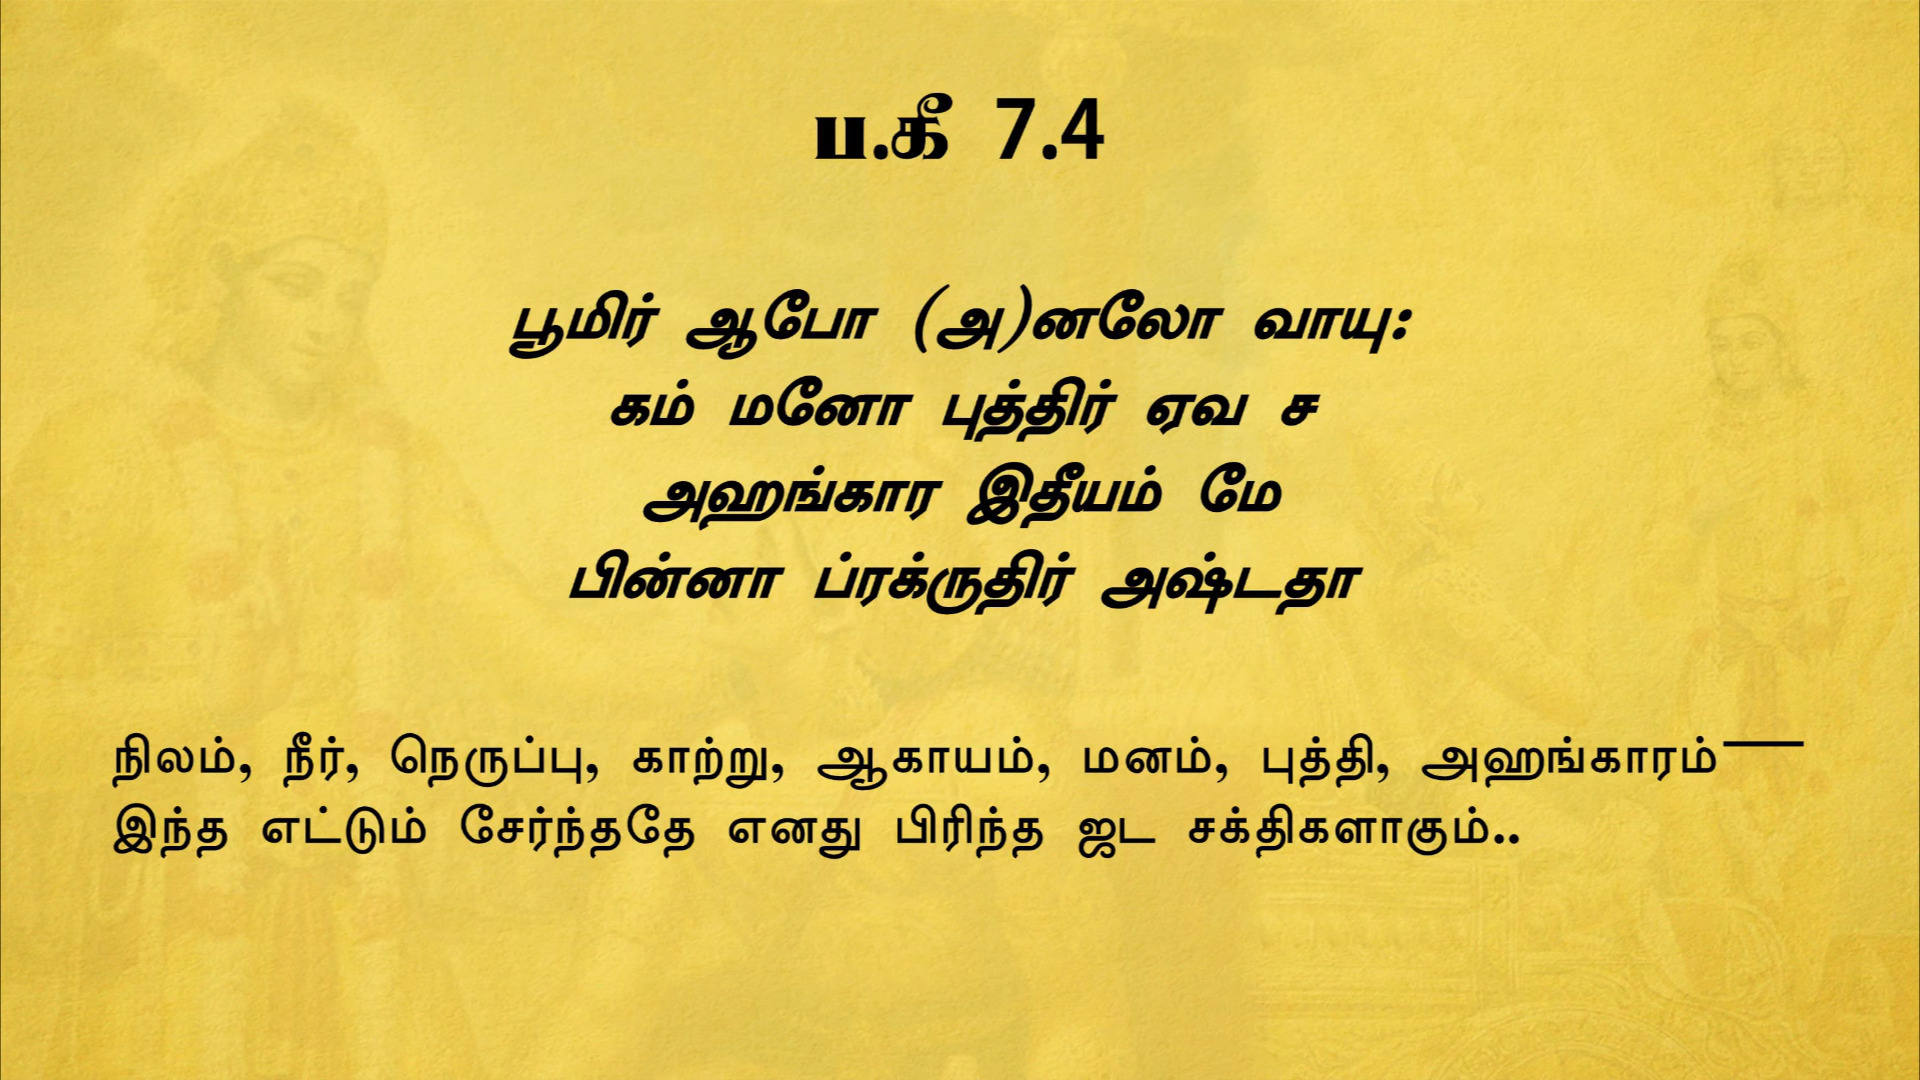 ப.கீ 7.4
பூமிர் ஆபோ (அ)னலோ வாயு:
கம் மனோ புத்திர் ஏவ ச
அஹங்கார இதீயம் மே
பின்னா ப்ரக்ருதிர் அஷ்டதா
நிலம், நீர், நெருப்பு, காற்று, ஆகாயம், மனம், புத்தி, அஹங்காரம்—
இந்த எட்டும் சேர்ந்ததே எனது பிரிந்த ஜட சக்திகளாகும்..